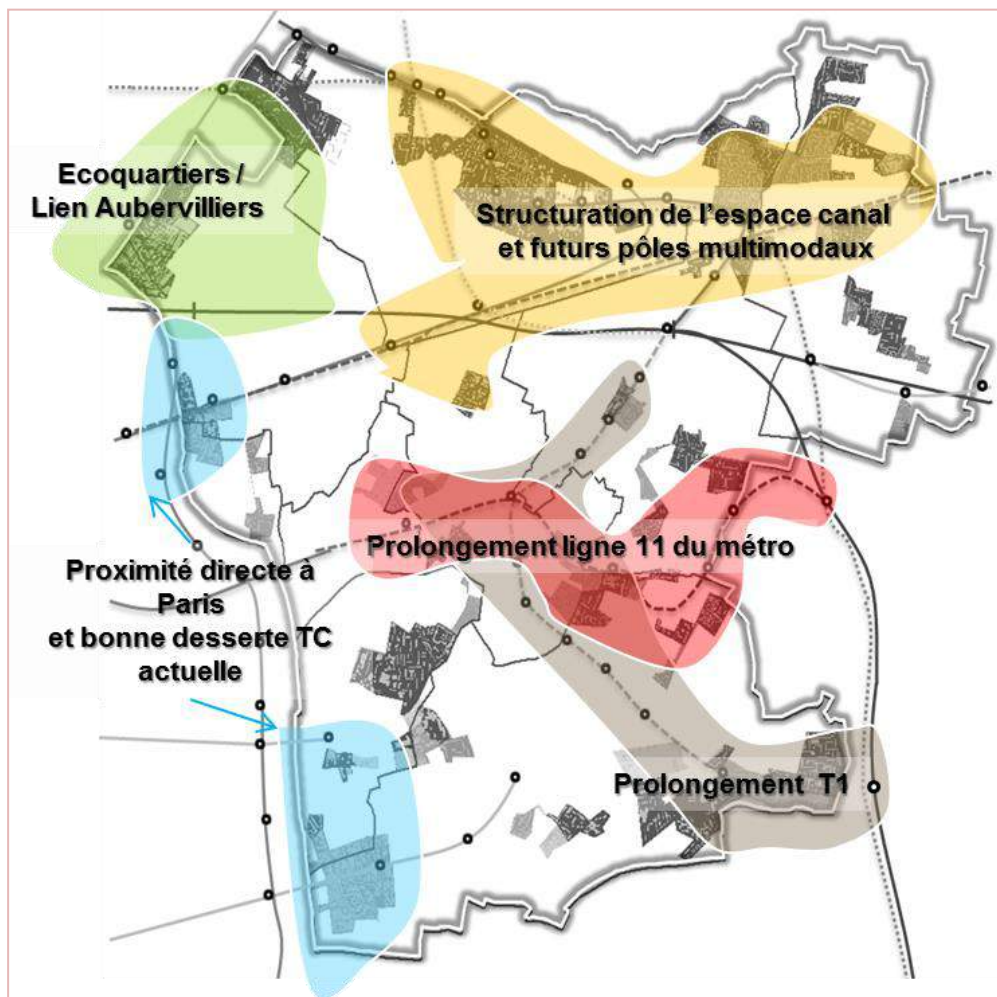 Ecoquartiers /
Lien Aubervilliers
Structuration de l'espace canal
et futurs pôles multimodaux
Prolongement ligne 11 du métro
Proximité directe à
Paris
et bonne desserte TC
actuelle
Prolongement T1